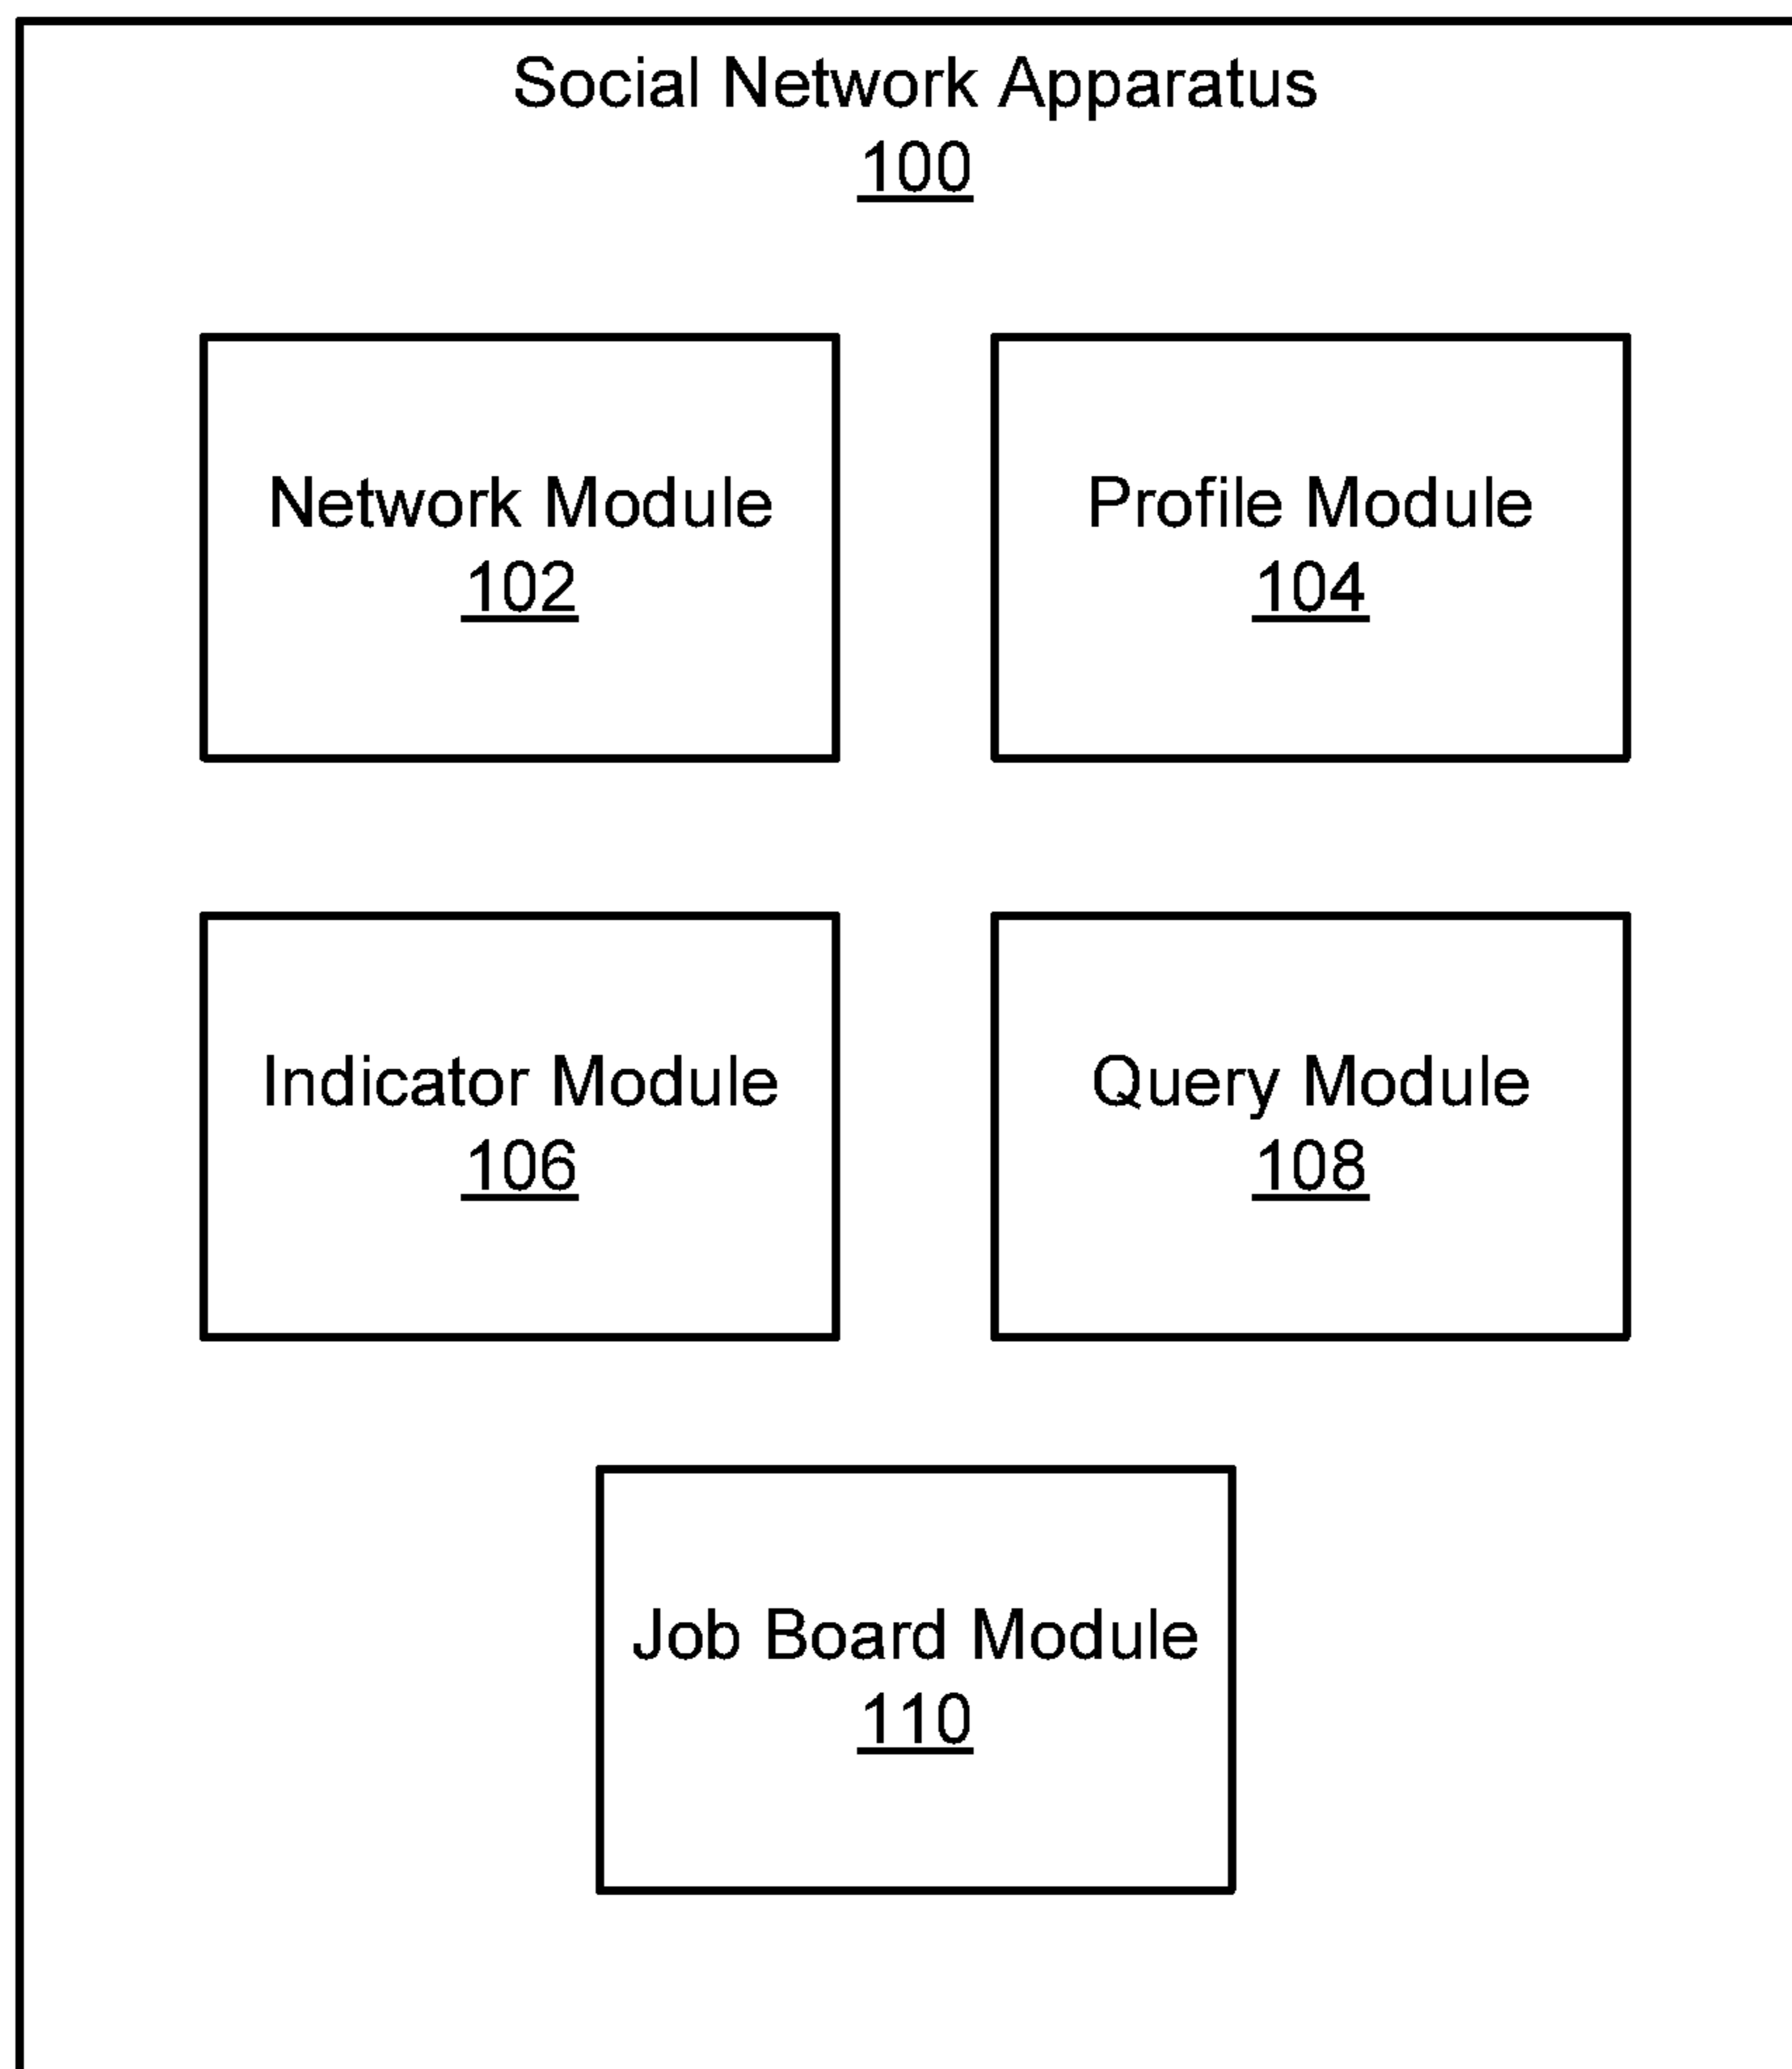 Social Network Apparatus
100
Network Module
102
Profile Module
104
Indicator Module
106
Query Module
108
Job Board Module
110